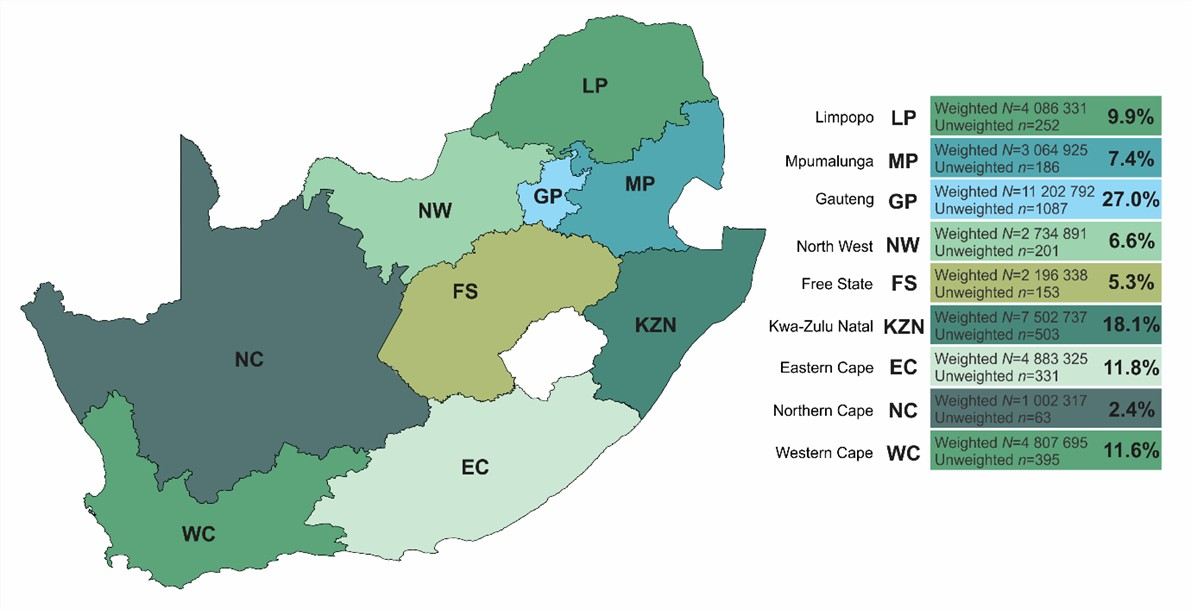 LP
MP
GP
NW
FS
KZN
NC
EC
WC
Limpopo LP Weighted N=4 086 331 9.9%
Unweighted n=252
Mpumalunga MP Weighted N=3 064 925 7.4%
Unweighted n=186
Gauteng GP Weighted N=11 202 792 27.0%
Unweighted n=1087
North West NW Weighted N=2 734 891 6.6%
Unweighted n=201
Free State FS Weighted N=2 196 338 5.3%
Unweighted n=153
Kwa-Zulu Natal KZN Weighted N=7 502 737 18.1%
Unweighted n=503
Eastern Cape EC Weighted N=4 883 325 11.8%
Unweighted n=331
Northern Cape NC Weighted N=1 002 317 2.4%
Unweighted n=63
Western Cape WC Weighted N=4 807 695 11.6%
Unweighted n=395